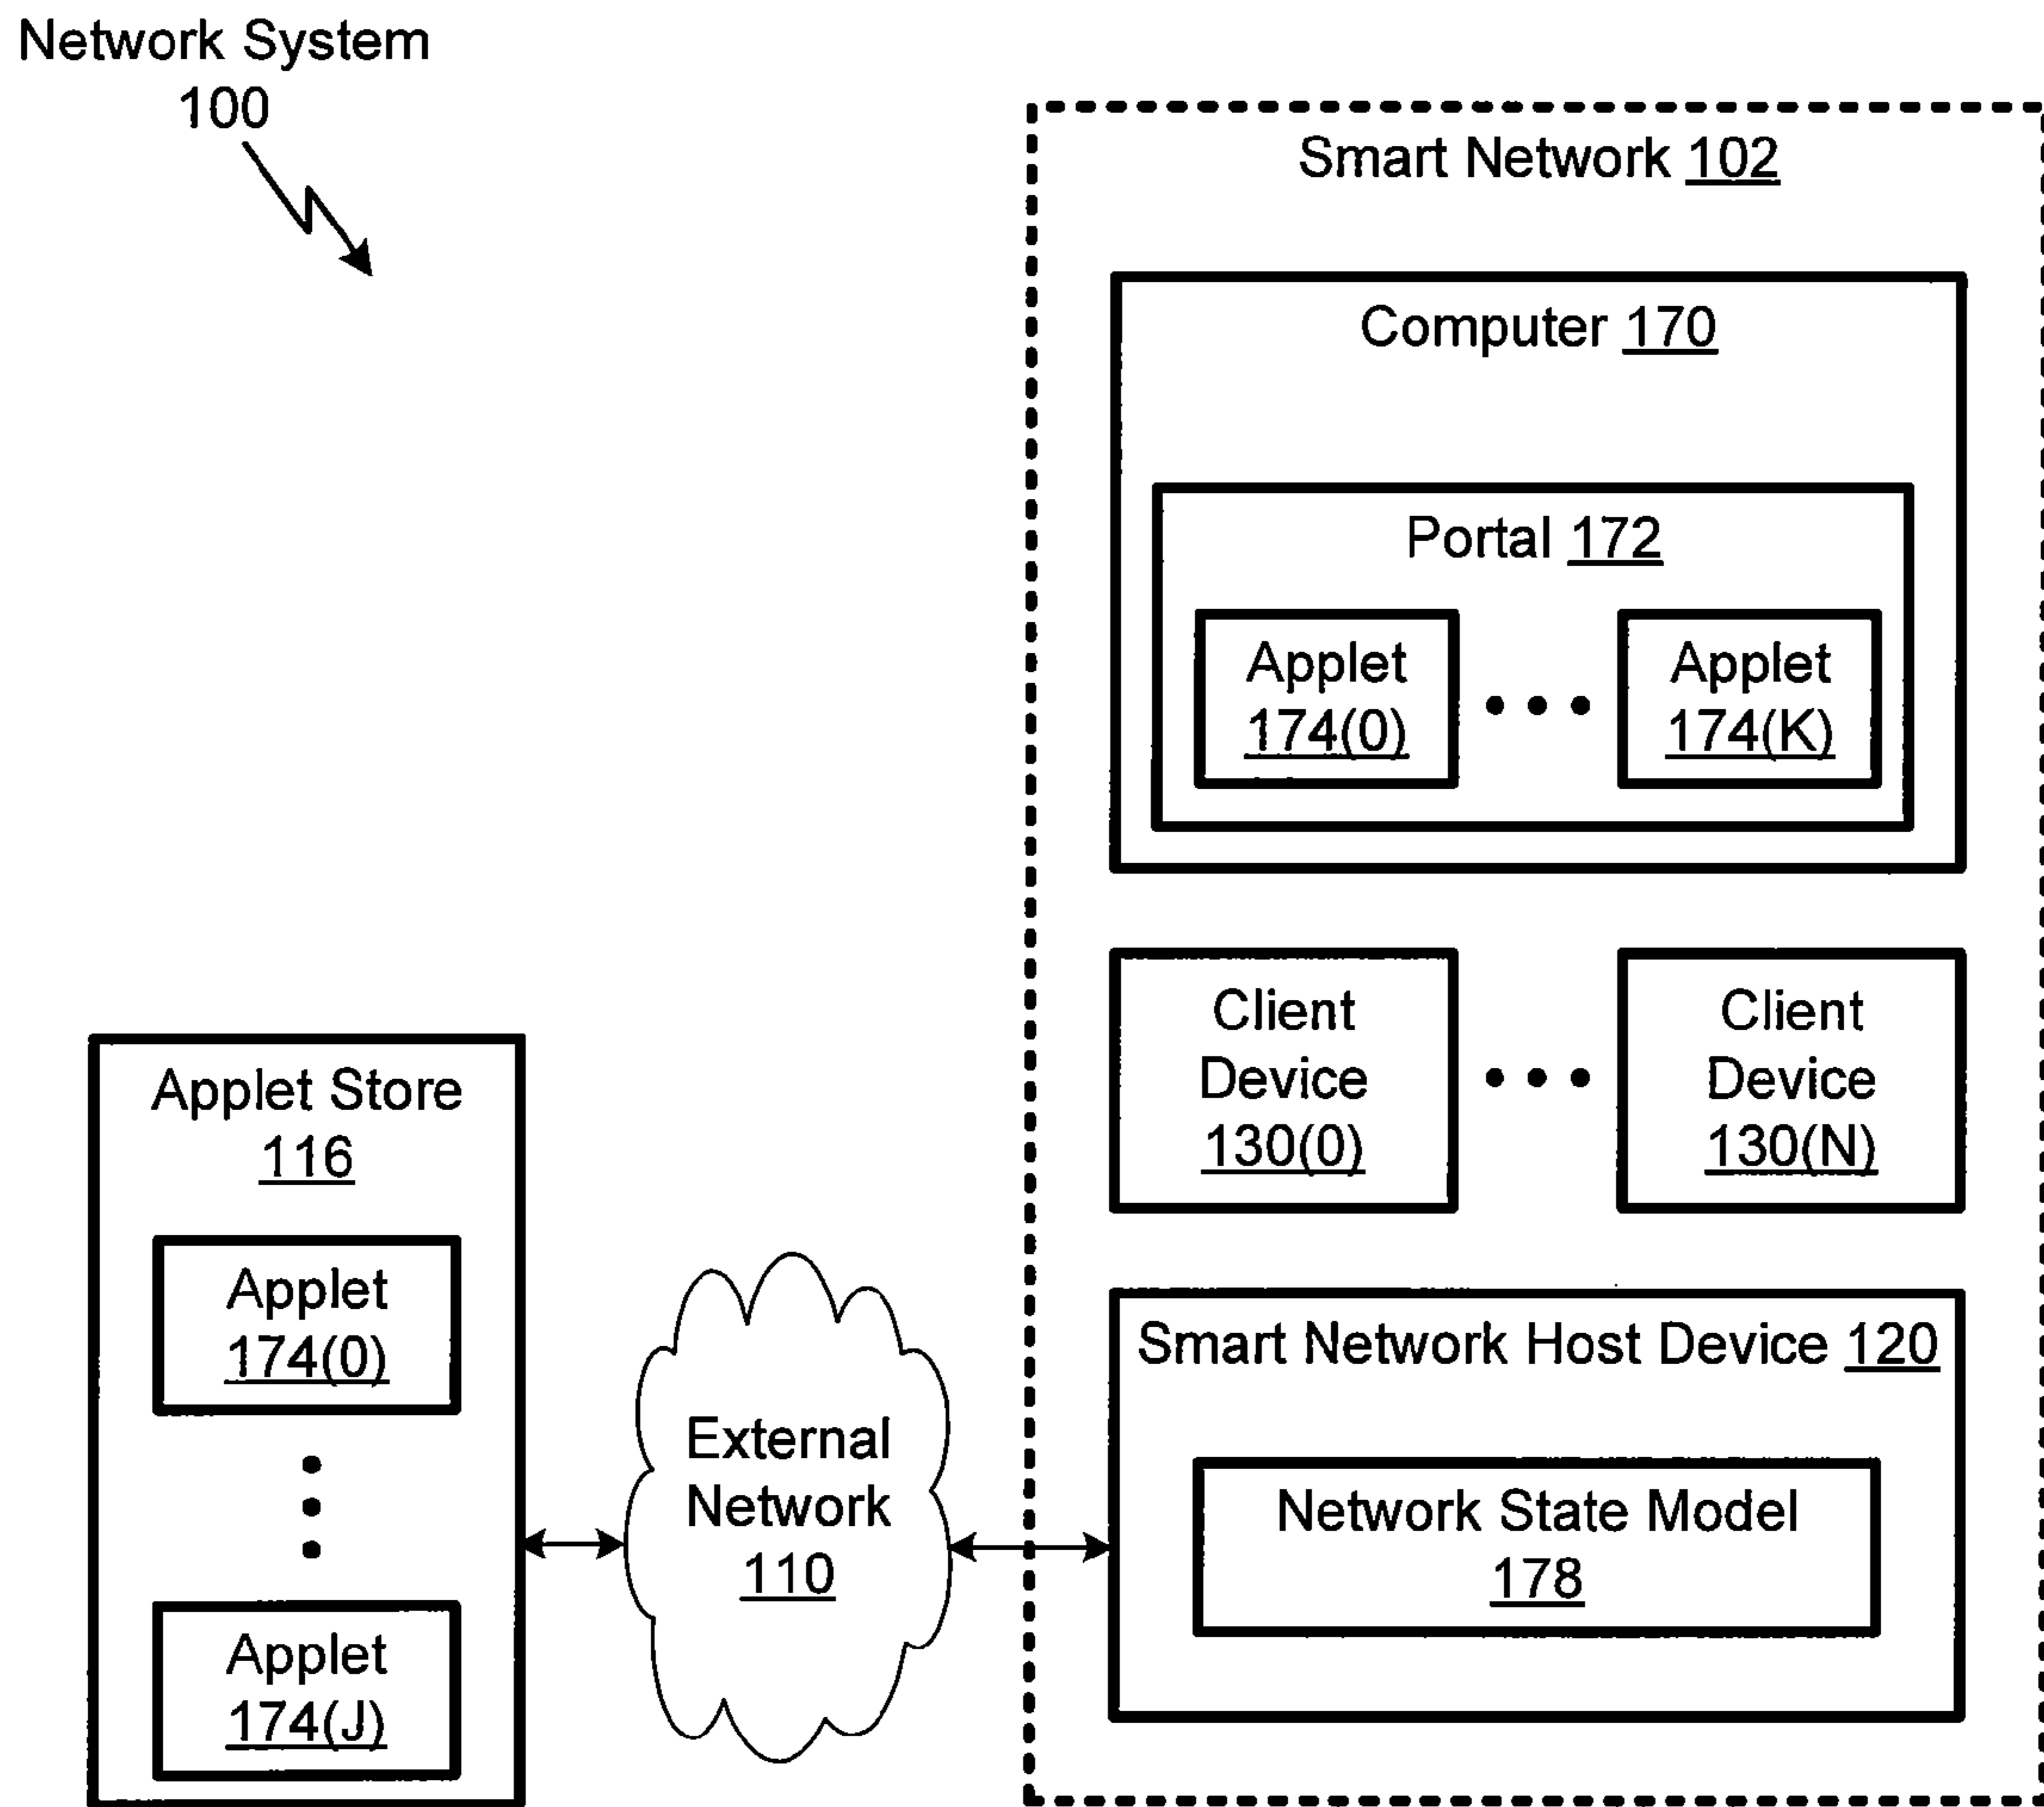 Network System
100
Smart Network 102
Computer 170
Portal 172
Applet
174(0)
Applet
174(K)
Client
Device
130(0)
Client
Device
130(N)
Applet Store
116
Applet
174(0)
Applet
174(J)
External
Network
110
Smart Network Host Device 120
Network State Model
178